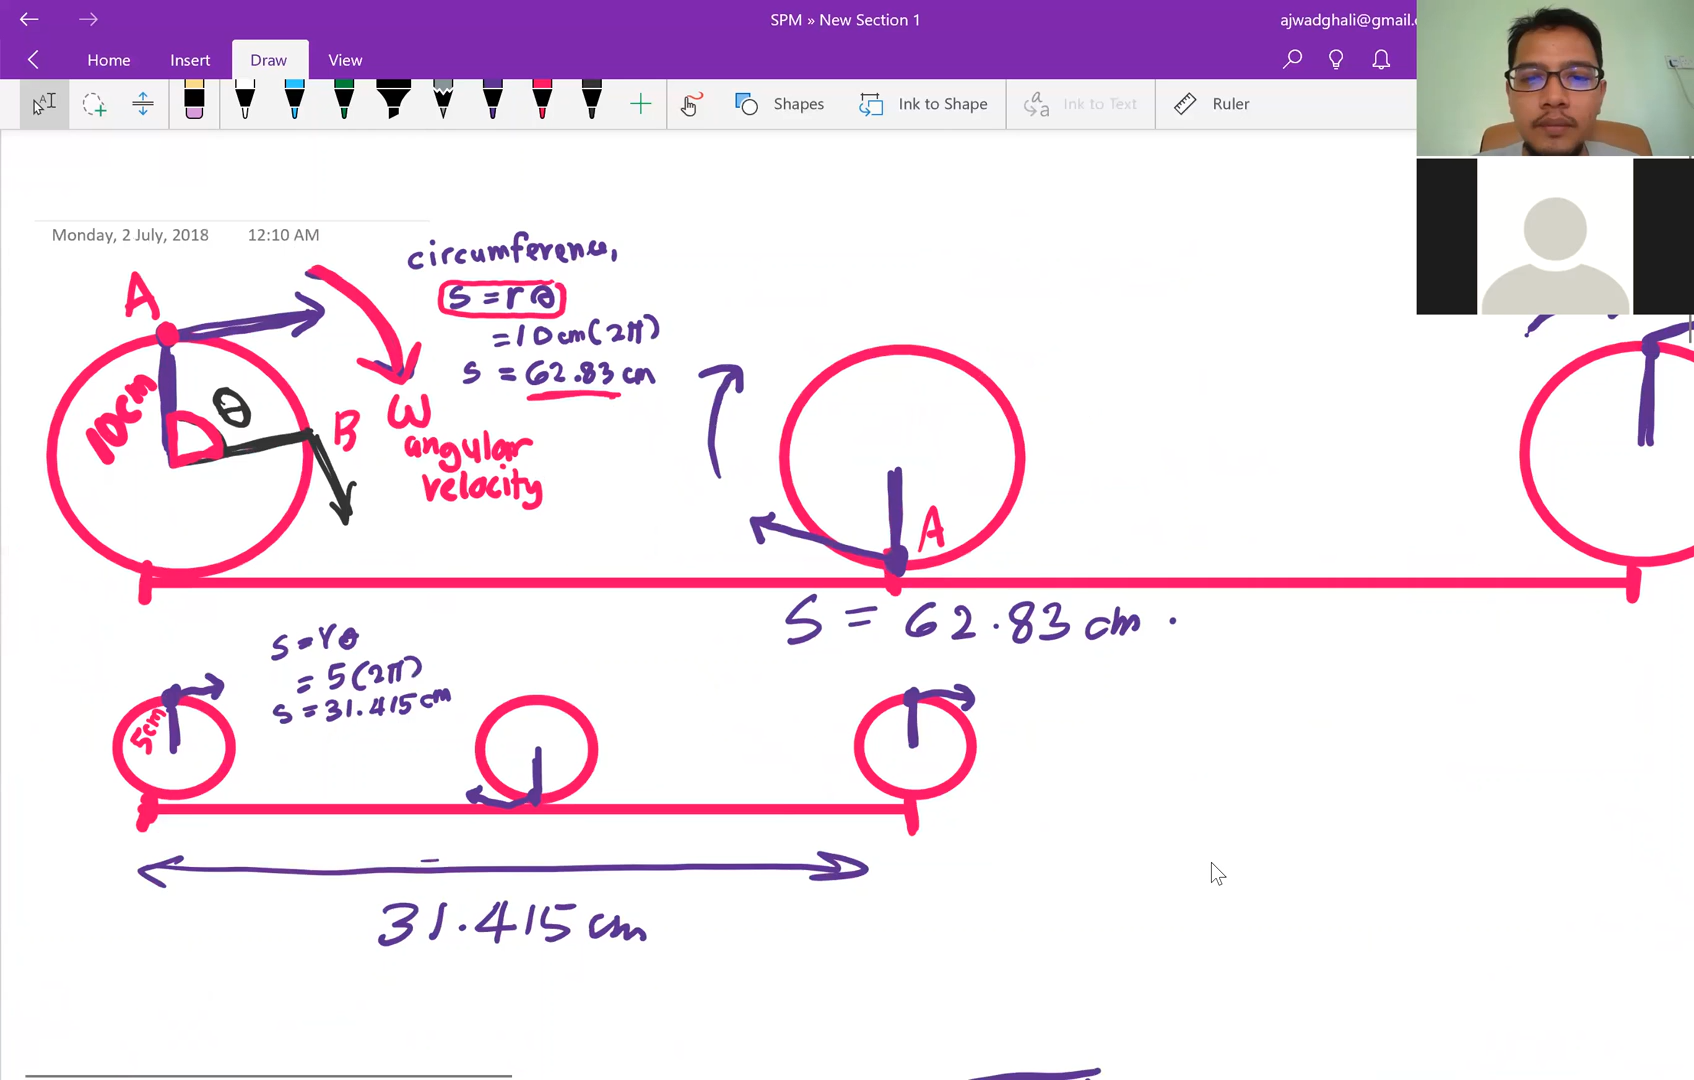 SPM » New Section 1
ajwadghali@gmail.c
Home
Insert
Draw
View
Shapes
Ink to Shape
Ink to Text
Ruler
Monday, 2 July, 2018
12:10 AM
circumference,
s = rθ
= 10cm(2π)
s = 62.83 cm
A
10cm
θ
B
ω
angular
velocity
A
S = 62.83 cm.
s = rθ
= 5(2π)
s = 31.415cm
5cm
31.415 cm